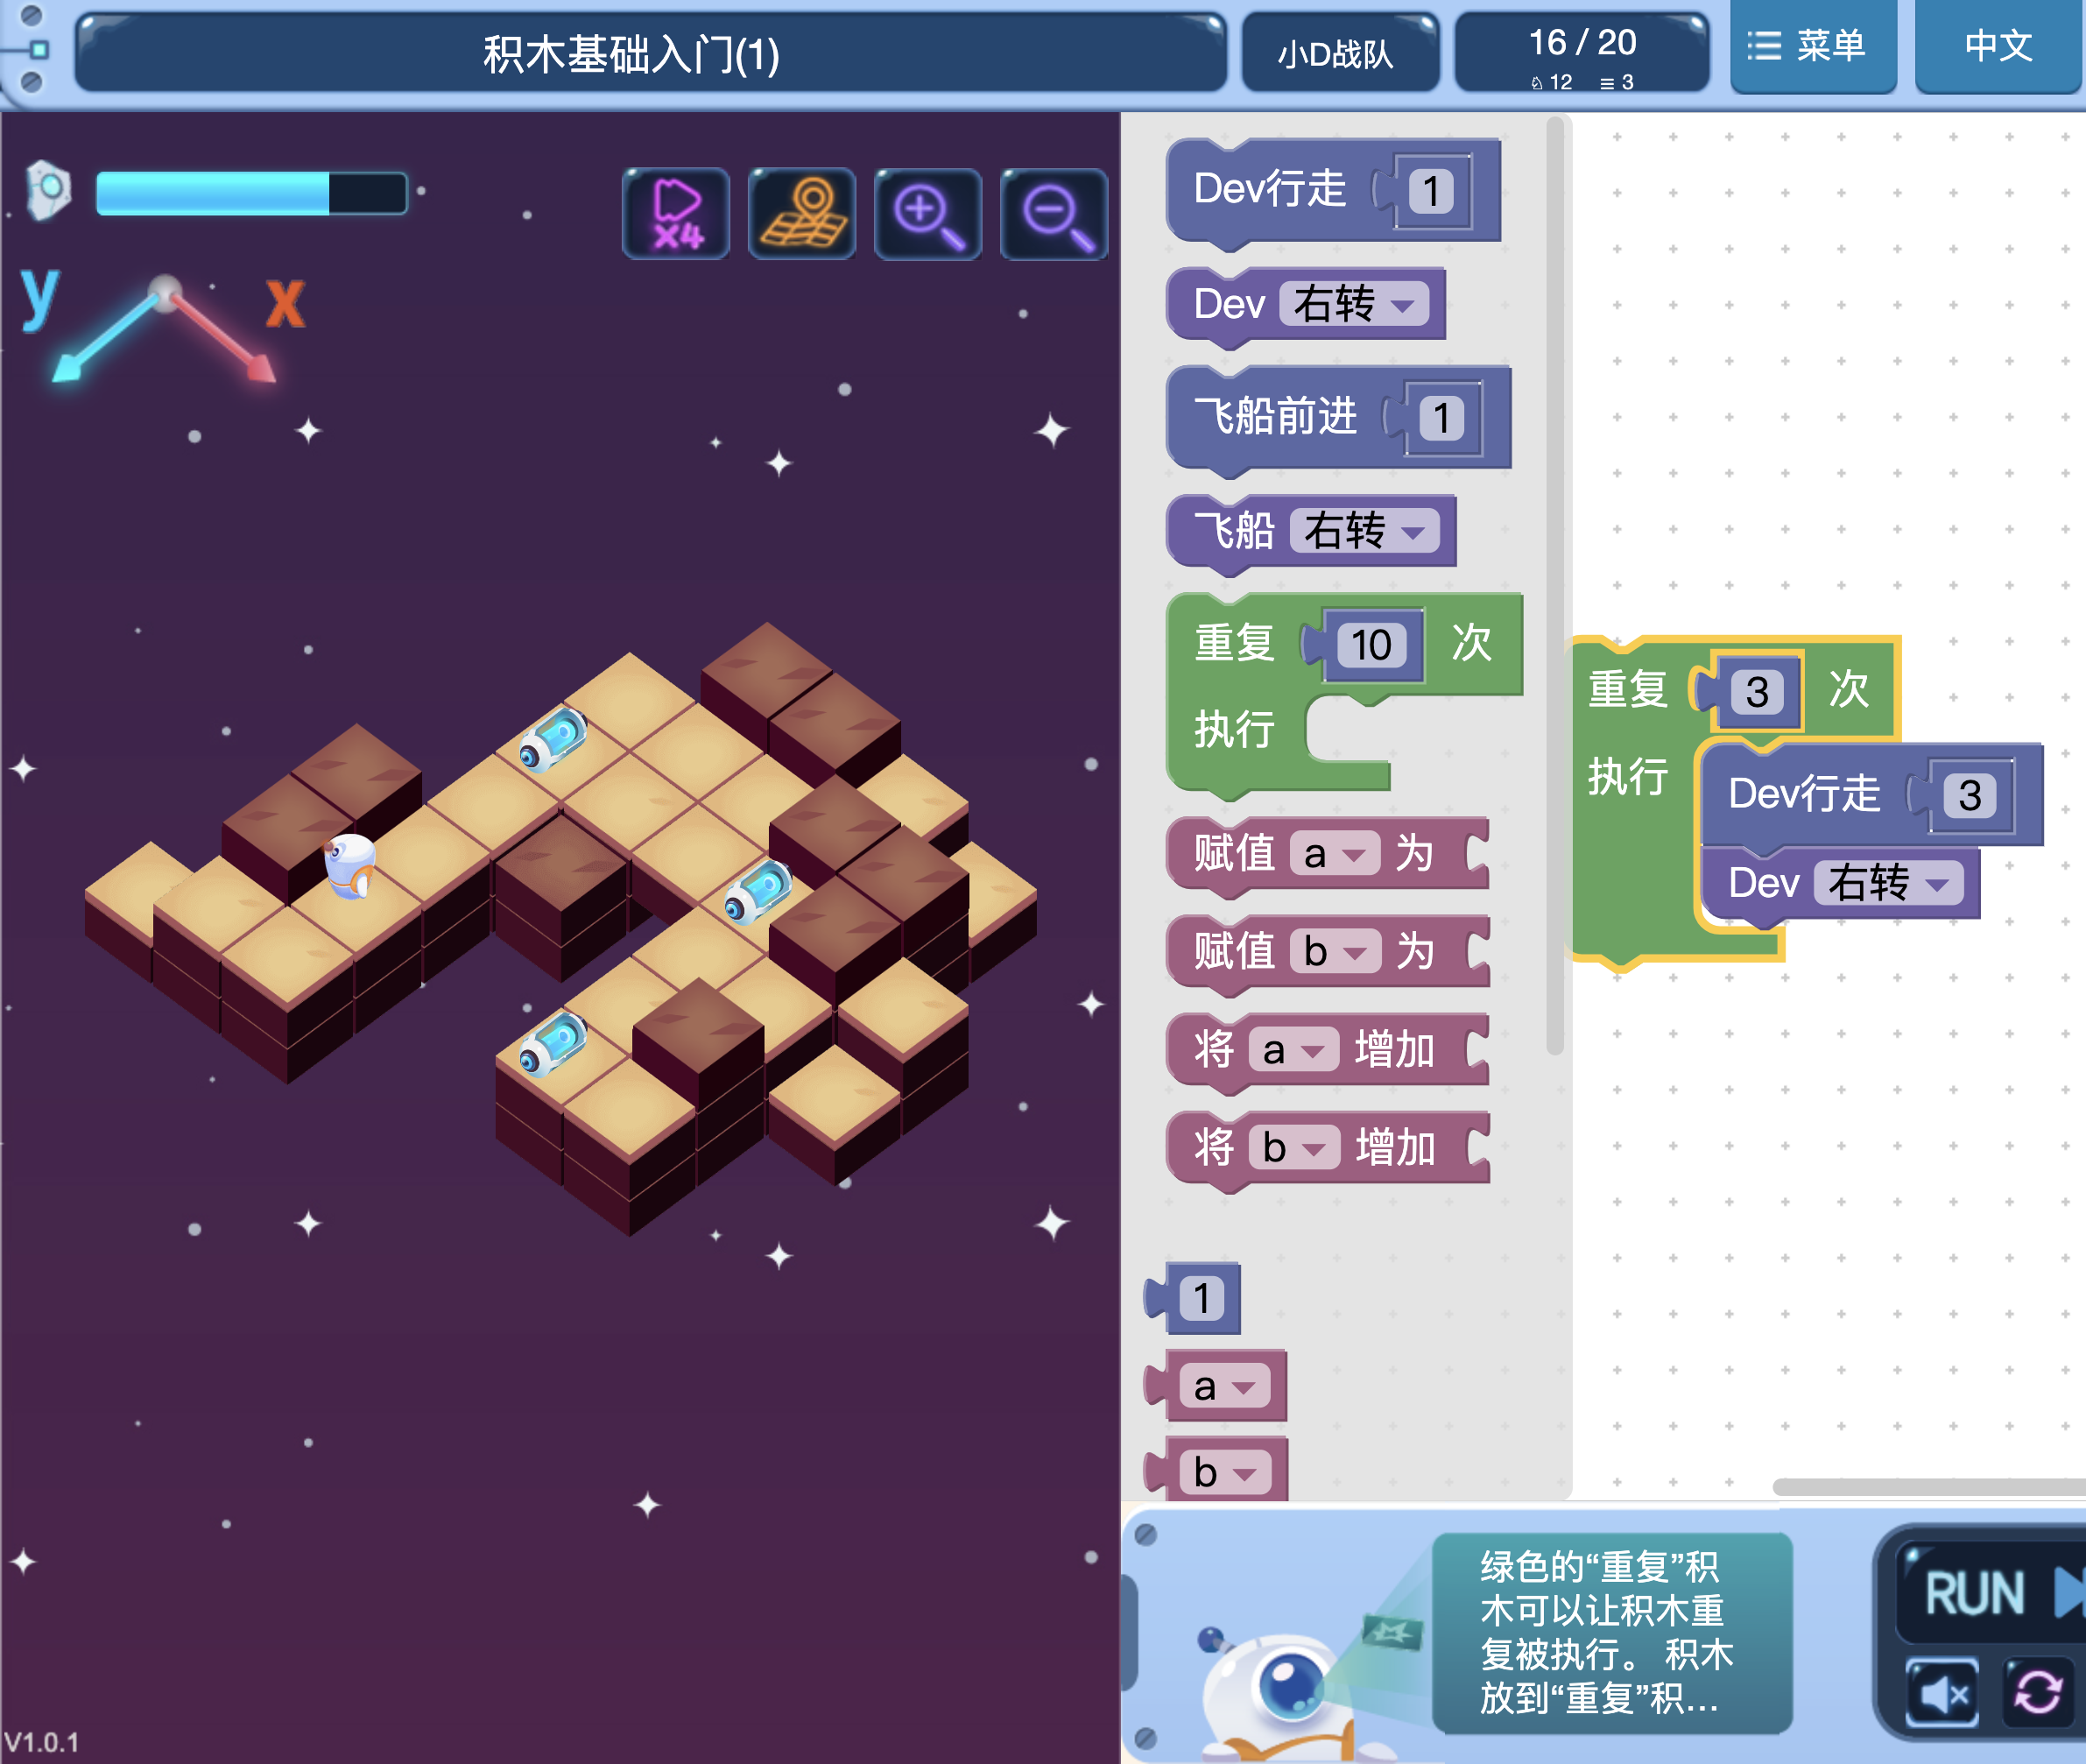 积木基础入门(1)
小D战队
16 / 20
12 3
菜单
中文
x4
y
x
Dev行走 1
Dev 右转
飞船前进 1
飞船 右转
重复 10 次
执行
赋值 a 为
赋值 b 为
将 a 增加
将 b 增加
1
a
b
重复 3 次
执行
Dev行走 3
Dev 右转
绿色的“重复”积
木可以让积木重
复被执行。 积木
放到“重复”积...
RUN
V1.0.1